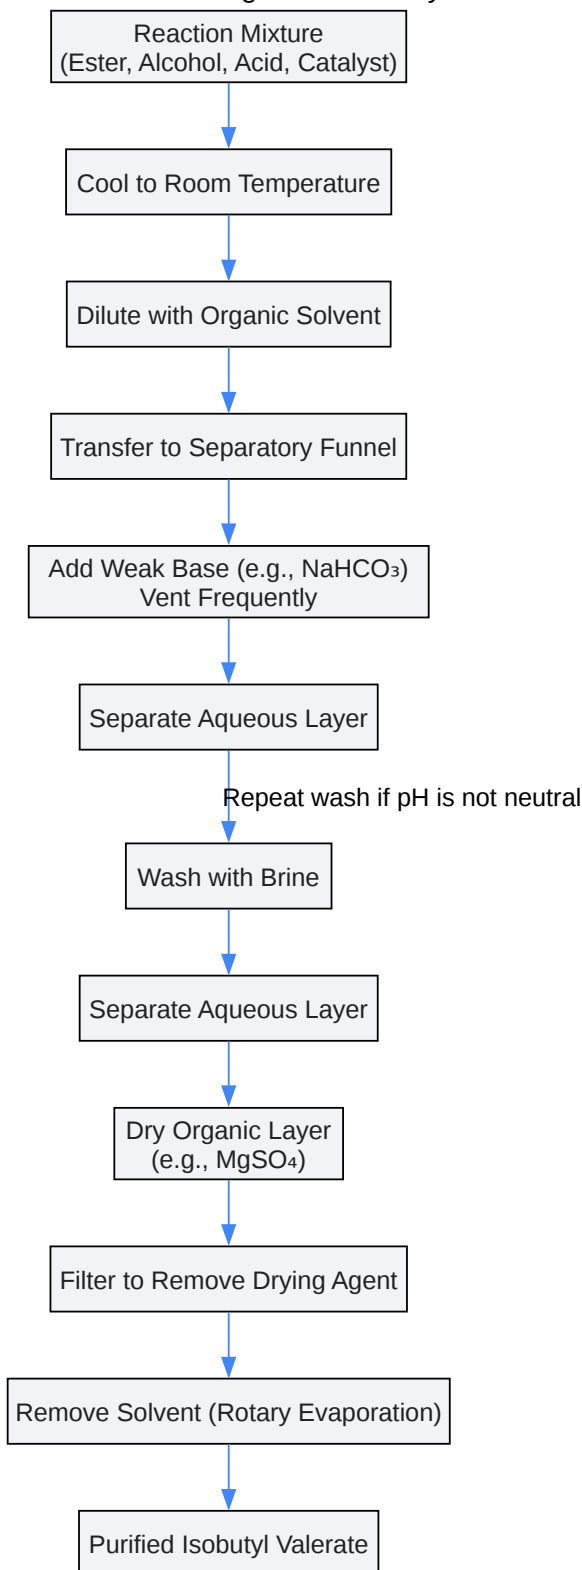 Reaction Mixture
(Ester, Alcohol, Acid, Catalyst)
Cool to Room Temperature
Dilute with Organic Solvent
Transfer to Separatory Funnel
Add Weak Base (e.g., NaHCO₃)
Vent Frequently
Separate Aqueous Layer
Repeat wash if pH is not neutral
Wash with Brine
Separate Aqueous Layer
Dry Organic Layer
(e.g., MgSO₄)
Filter to Remove Drying Agent
Remove Solvent (Rotary Evaporation)
Purified Isobutyl Valerate